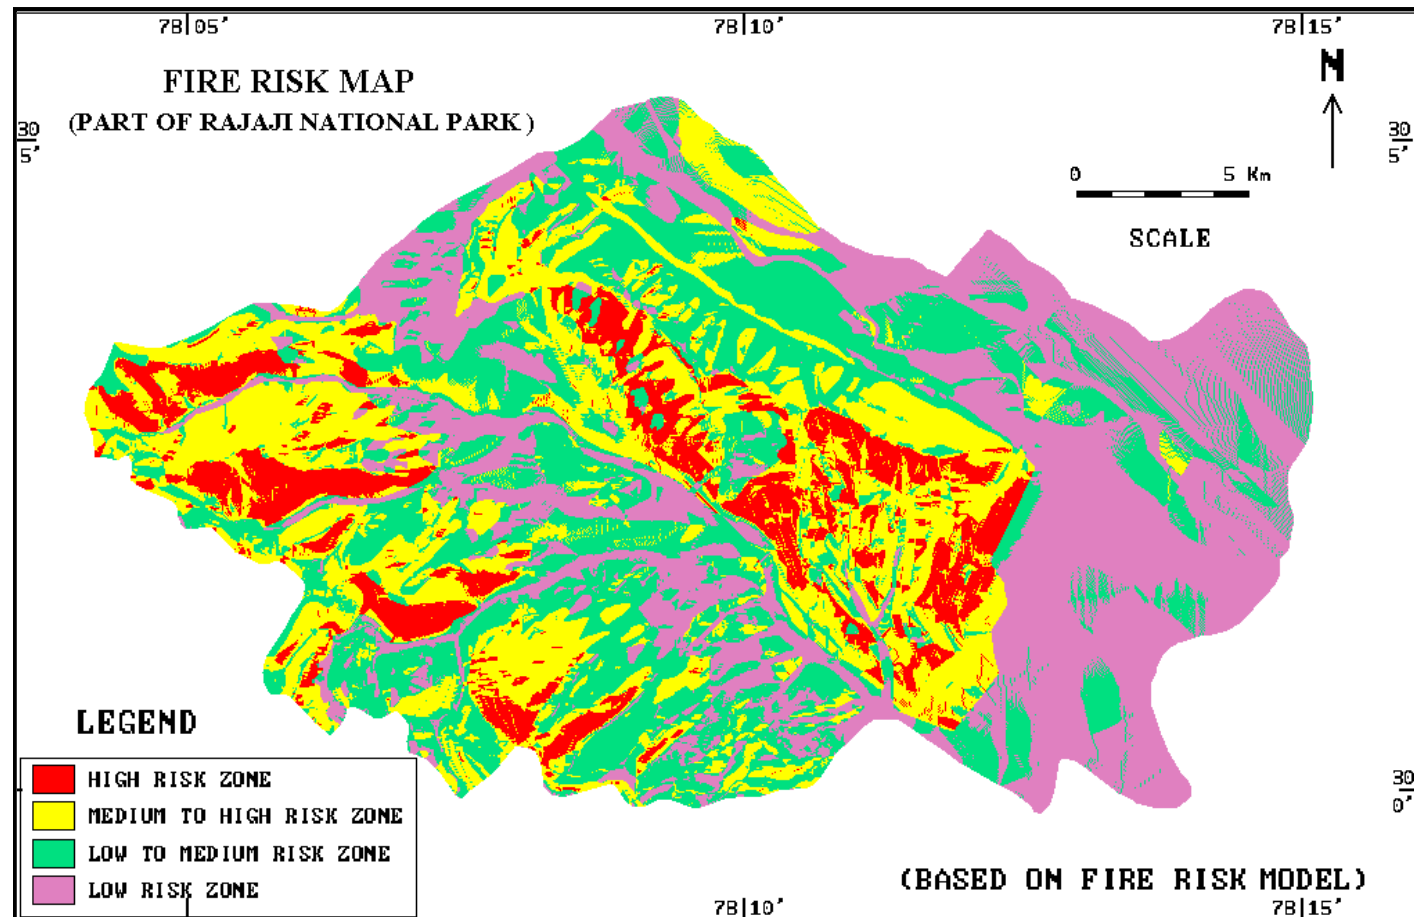 78|05' 78|10' 78|15'
FIRE RISK MAP
(PART OF RAJAJI NATIONAL PARK )
N
30
5'
30
5'
0 5 Km
SCALE
LEGEND
HIGH RISK ZONE
MEDIUM TO HIGH RISK ZONE
LOW TO MEDIUM RISK ZONE
LOW RISK ZONE
30
0'
(BASED ON FIRE RISK MODEL)
78|10' 78|15'